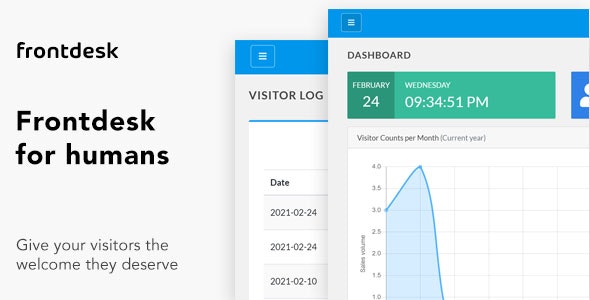 frontdesk
Frontdesk
for humans
Give your visitors the
welcome they deserve
VISITOR LOG
Date
2021-02-24
2021-02-24
2021-02-10
DASHBOARD
FEBRUARY
24
WEDNESDAY
09:34:51 PM
Visitor Counts per Month (Current year)
4.0
3.5
3.0
2.5
2.0
1.5
1.0
Sales volume